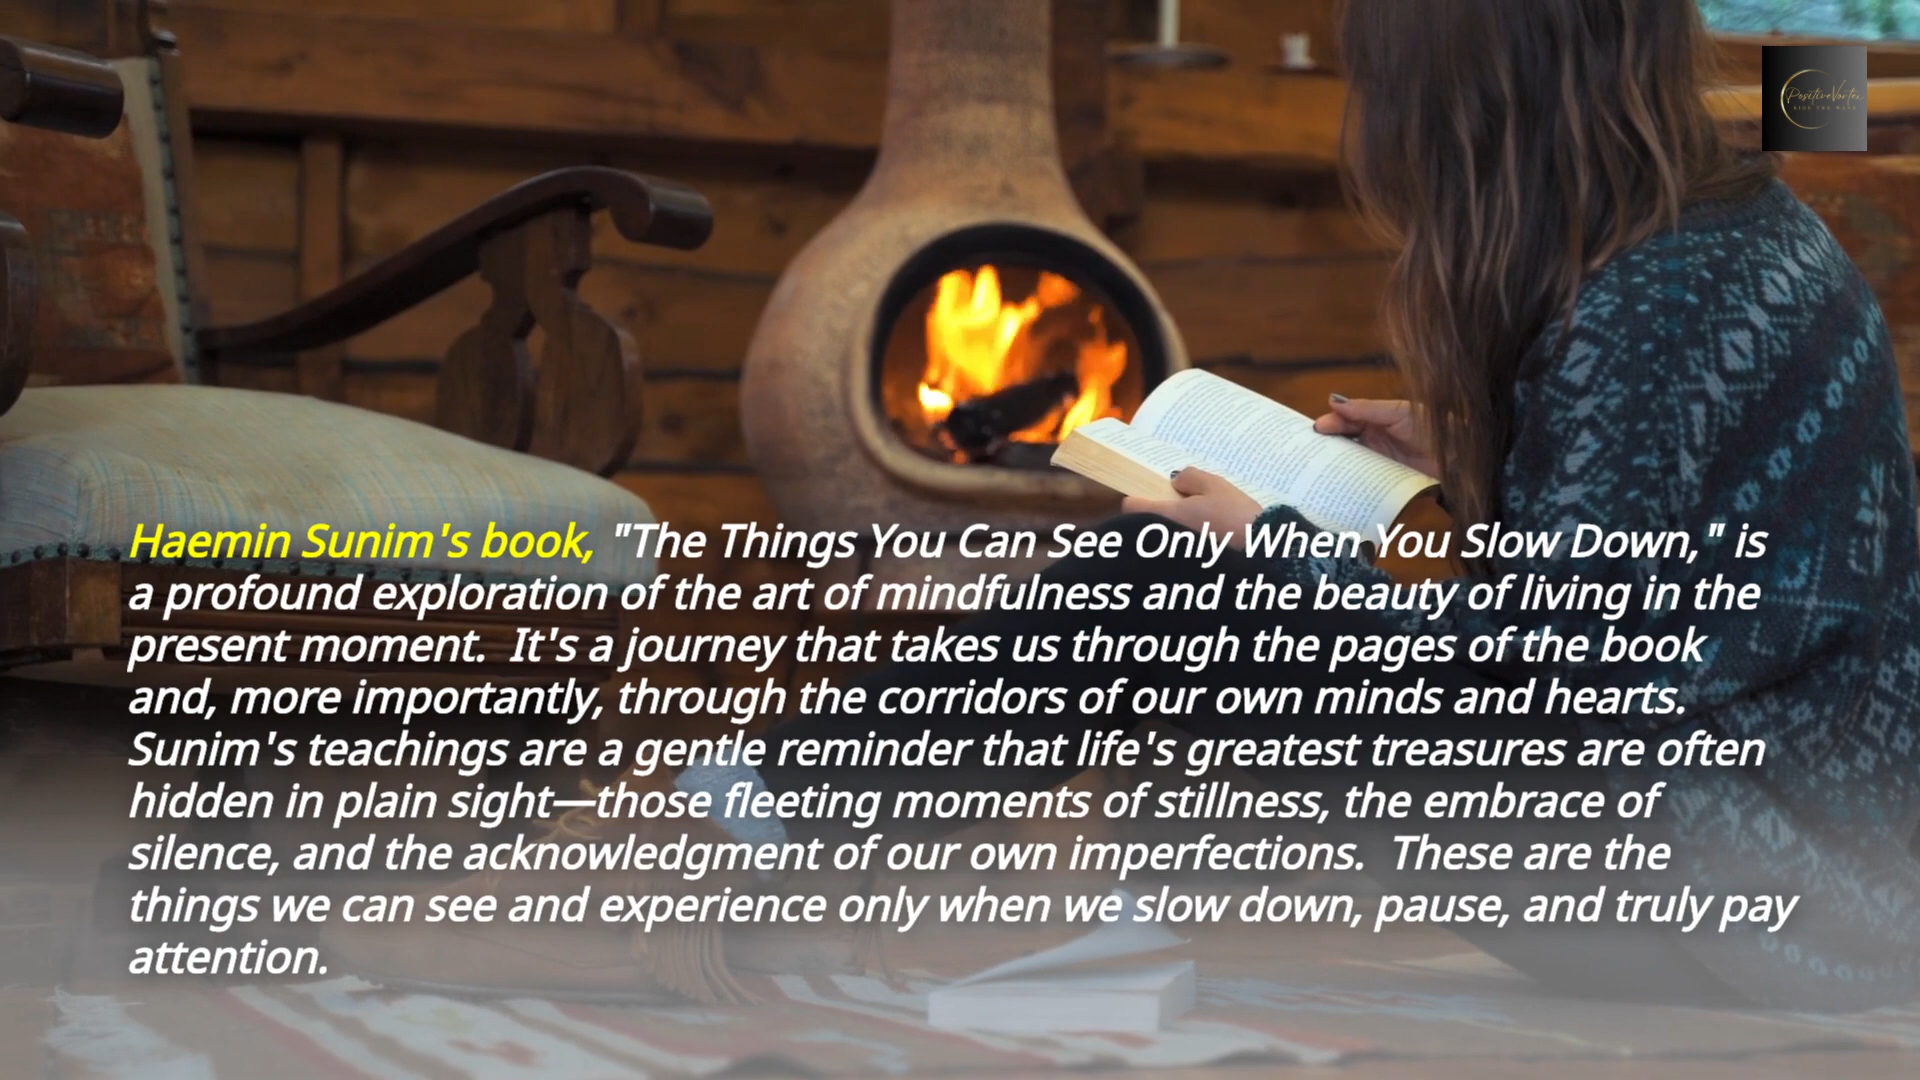 PositiveVortex
RIDE THE WAVE
Haemin Sunim's book, "The Things You Can See Only When You Slow Down," is
a profound exploration of the art of mindfulness and the beauty of living in the
present moment.  It's a journey that takes us through the pages of the book
and, more importantly, through the corridors of our own minds and hearts.
Sunim's teachings are a gentle reminder that life's greatest treasures are often
hidden in plain sight—those fleeting moments of stillness, the embrace of
silence, and the acknowledgment of our own imperfections.  These are the
things we can see and experience only when we slow down, pause, and truly pay
attention.